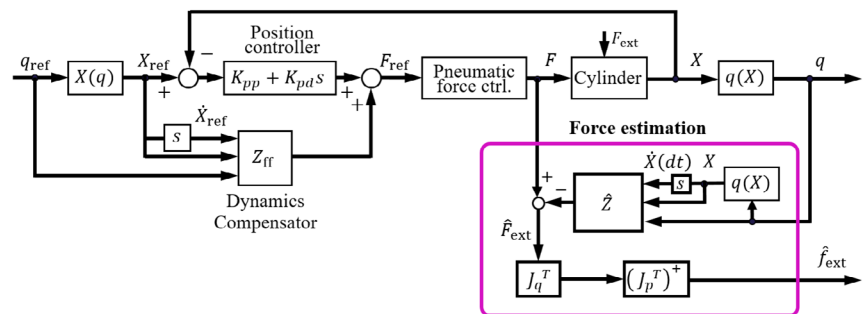 Position
controller
q_ref X(q) X_ref + − K_pp + K_pd s + + F_ref Pneumatic
force ctrl. F F_ext Cylinder X q(X) q
s Ẋ_ref
Z_ff
Dynamics
Compensator
Force estimation
+ − Ẑ Ẋ(dt) s X q(X)
F̂_ext
J_q^T (J_p^T)^+ f̂_ext